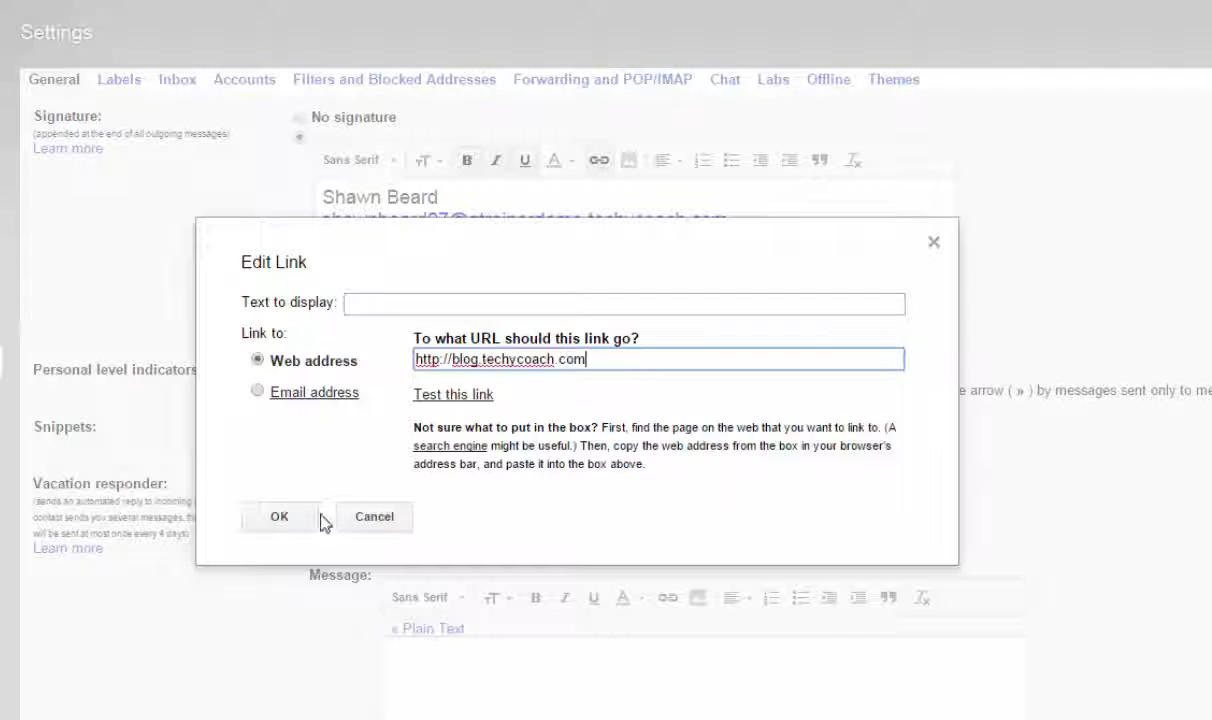 Settings
General Labels Inbox Accounts Filters and Blocked Addresses Forwarding and POP/IMAP Chat Labs Offline Themes
Signature:
(appended at the end of all outgoing messages)
Learn more
No signature
Sans Serif
Shawn Beard
Edit Link
Text to display:
Link to:
Web address
Email address
To what URL should this link go?
http://blog.techycoach.com
Test this link
Not sure what to put in the box? First, find the page on the web that you want to link to. (A
search engine might be useful.) Then, copy the web address from the box in your browser's
address bar, and paste it into the box above.
OK Cancel
Personal level indicators
e arrow ( » ) by messages sent only to me
Snippets:
Vacation responder:
(sends an automated reply to incoming
contact sends you several messages, th
will be sent at most once every 4 days)
Learn more
Message:
Sans Serif
« Plain Text